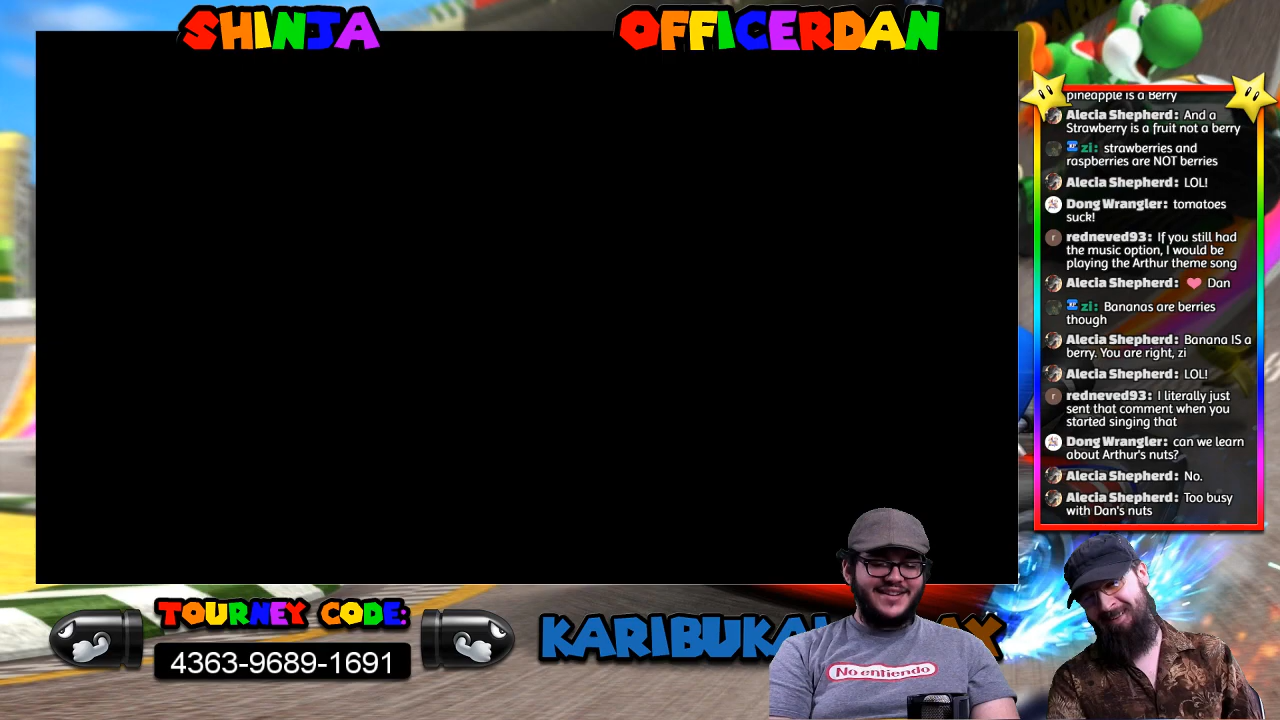 SHINJA
OFFICERDAN
pineapple is a Berry
Alecia Shepherd: And a
Strawberry is a fruit not a berry
zi: strawberries and
raspberries are NOT berries
Alecia Shepherd: LOL!
Dong Wrangler: tomatoes
suck!
redneved93: If you still had
the music option, I would be
playing the Arthur theme song
Alecia Shepherd: ❤ Dan
zi: Bananas are berries
though
Alecia Shepherd: Banana IS a
berry. You are right, zi
Alecia Shepherd: LOL!
redneved93: I literally just
sent that comment when you
started singing that
Dong Wrangler: can we learn
about Arthur's nuts?
Alecia Shepherd: No.
Alecia Shepherd: Too busy
with Dan's nuts
TOURNEY CODE:
4363-9689-1691
No entiendo